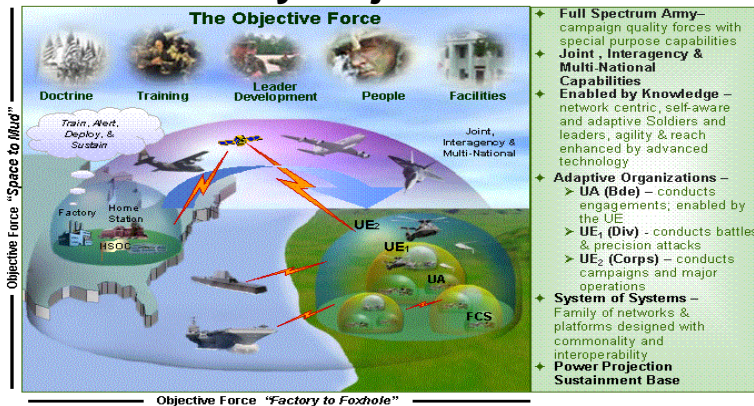 The Objective Force
Doctrine
Training
Leader
Development
People
Facilities
Train, Alert,
Deploy, &
Sustain
Joint,
Interagency &
Multi-National
Home
Station
Factory
HSOC
UE2
UE1
UA
FCS
Objective Force "Space to Mud"
Objective Force "Factory to Foxhole"
Full Spectrum Army–
campaign quality forces with
special purpose capabilities
Joint , Interagency &
Multi-National
Capabilities
Enabled by Knowledge –
network centric, self-aware
and adaptive Soldiers and
leaders, agility & reach
enhanced by advanced
technology
Adaptive Organizations –
➢ UA (Bde) – conducts
engagements; enabled by
the UE
➢ UE1 (Div) - conducts battles
& precision attacks
➢ UE2 (Corps) – conducts
campaigns and major
operations
System of Systems –
Family of networks &
platforms designed with
commonality and
interoperability
Power Projection
Sustainment Base